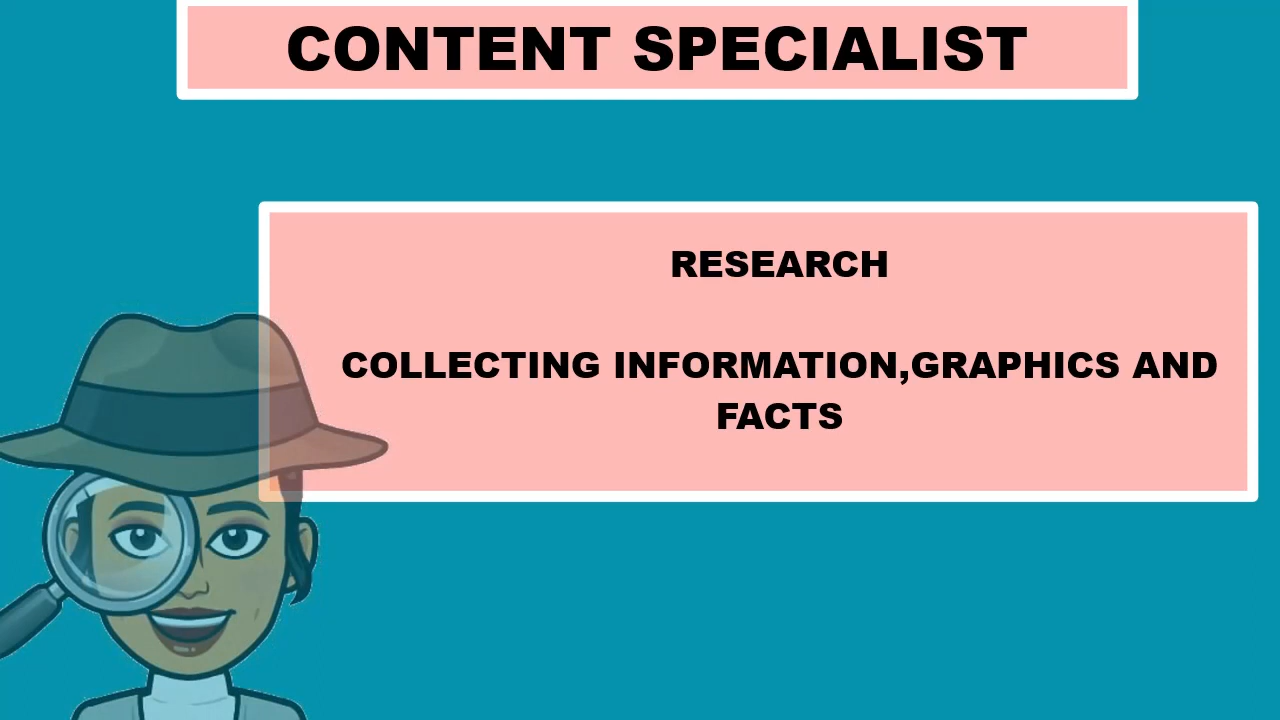 CONTENT SPECIALIST
RESEARCH
COLLECTING INFORMATION,GRAPHICS AND
FACTS